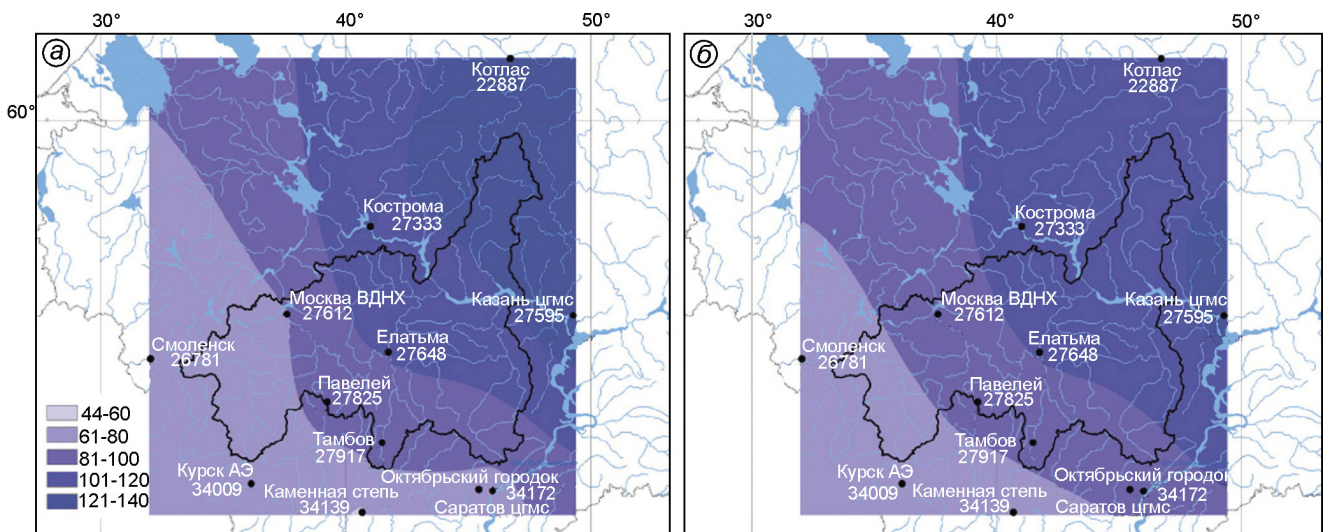 30° 40° 50° 30° 40° 50°
60°
а
Котлас
22887
Кострома
27333
Москва ВДНХ
27612
Казань цгмс
27595
Елатьма
27648
Смоленск
26781
Павелей
27825
44-60
61-80
81-100
101-120
121-140
Тамбов
27917
Курск АЭ
34009
Каменная степь
34139
Октябрьский городок
34172
Саратов цгмс
б
Котлас
22887
Кострома
27333
Москва ВДНХ
27612
Казань цгмс
27595
Елатьма
27648
Смоленск
26781
Павелей
27825
Тамбов
27917
Курск АЭ
34009
Каменная степь
34139
Октябрьский городок
34172
Саратов цгмс